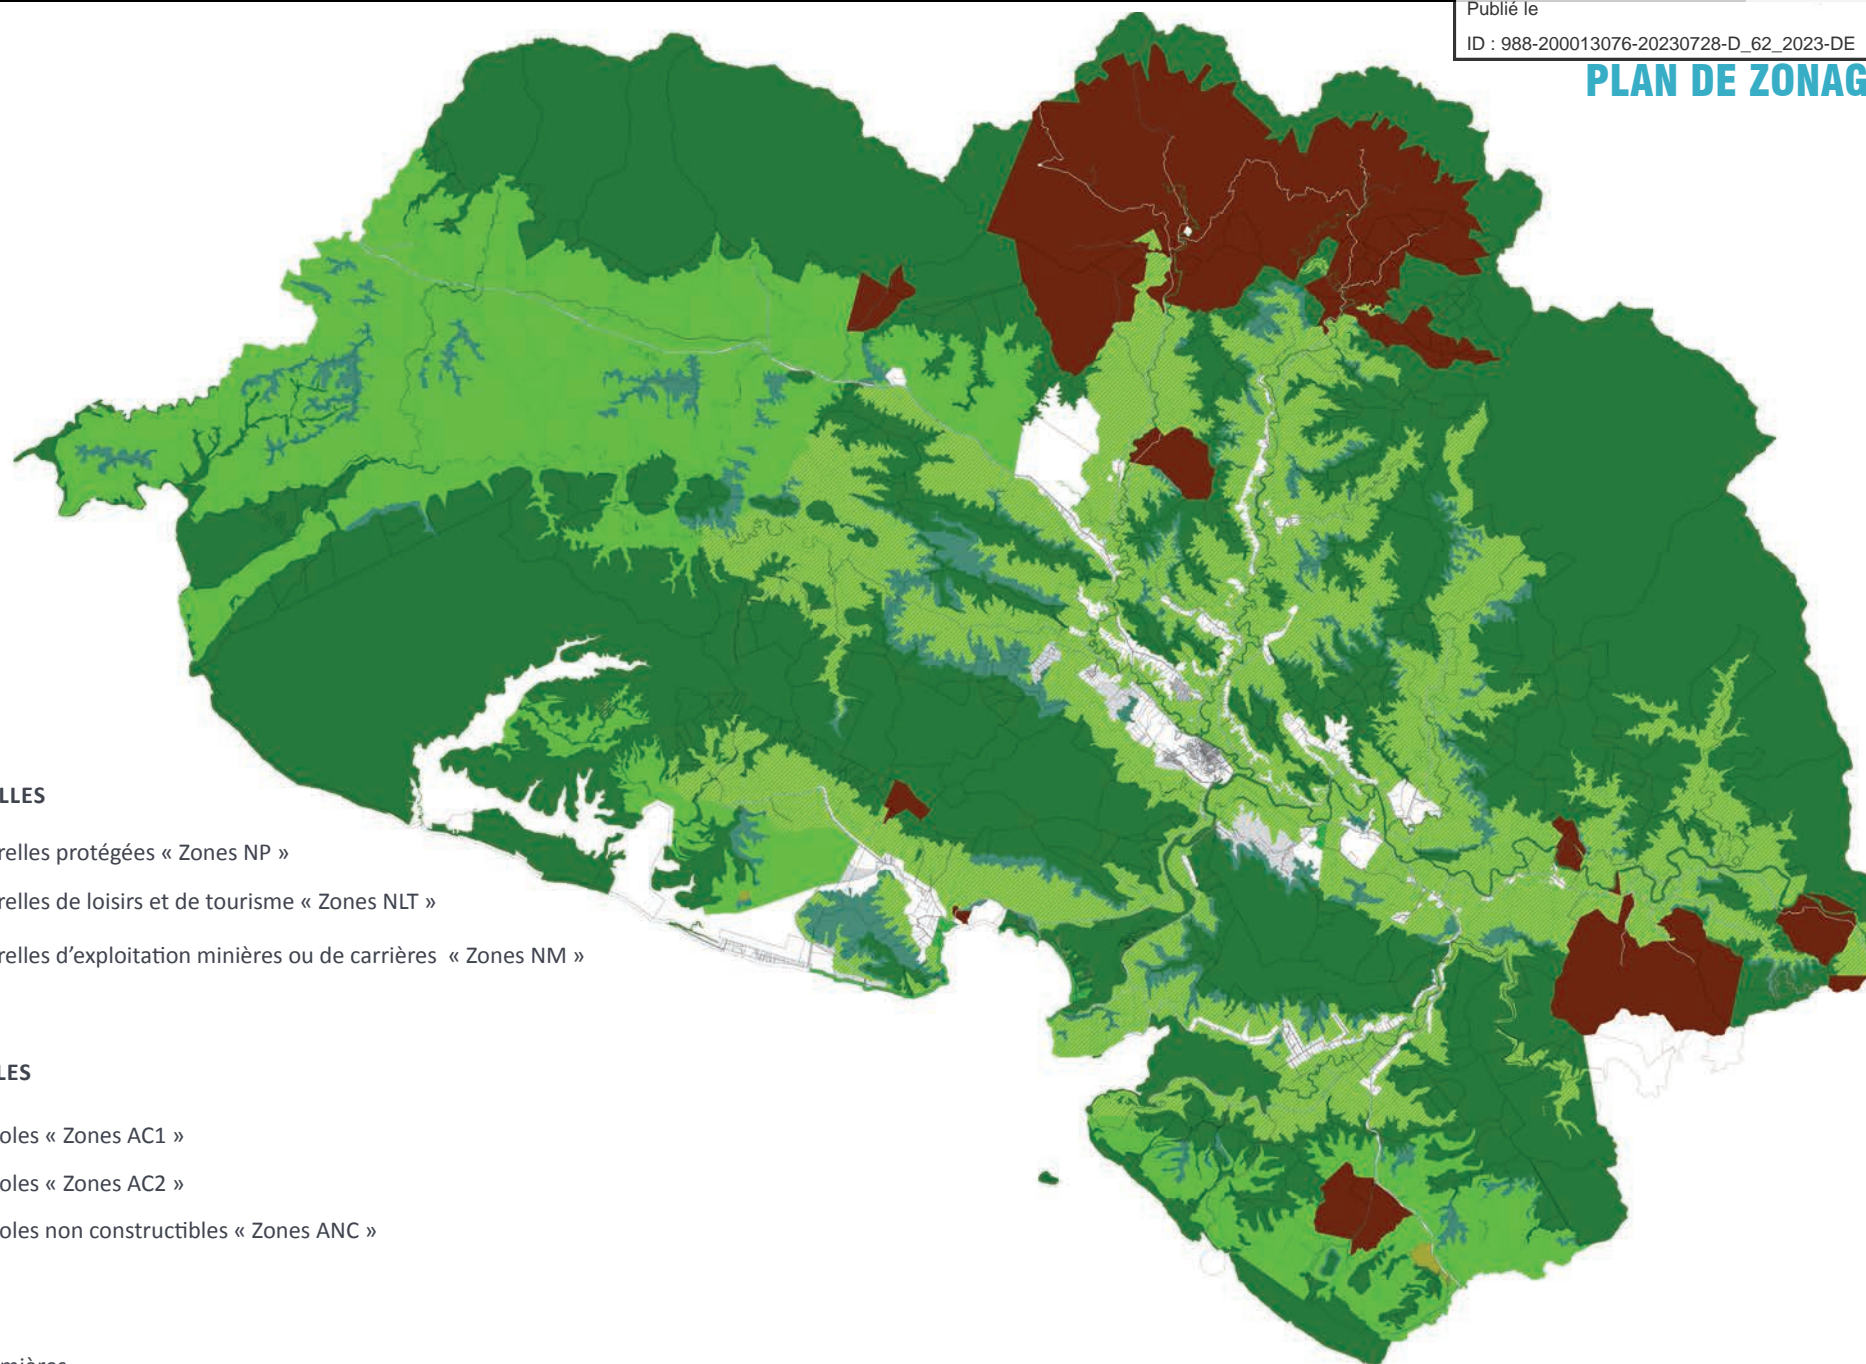 Publié le
ID : 988-200013076-20230728-D_62_2023-DE
PLAN DE ZONAG
LLES
relles protégées « Zones NP »
relles de loisirs et de tourisme « Zones NLT »
relles d’exploitation minières ou de carrières « Zones NM »
LES
oles « Zones AC1 »
oles « Zones AC2 »
oles non constructibles « Zones ANC »